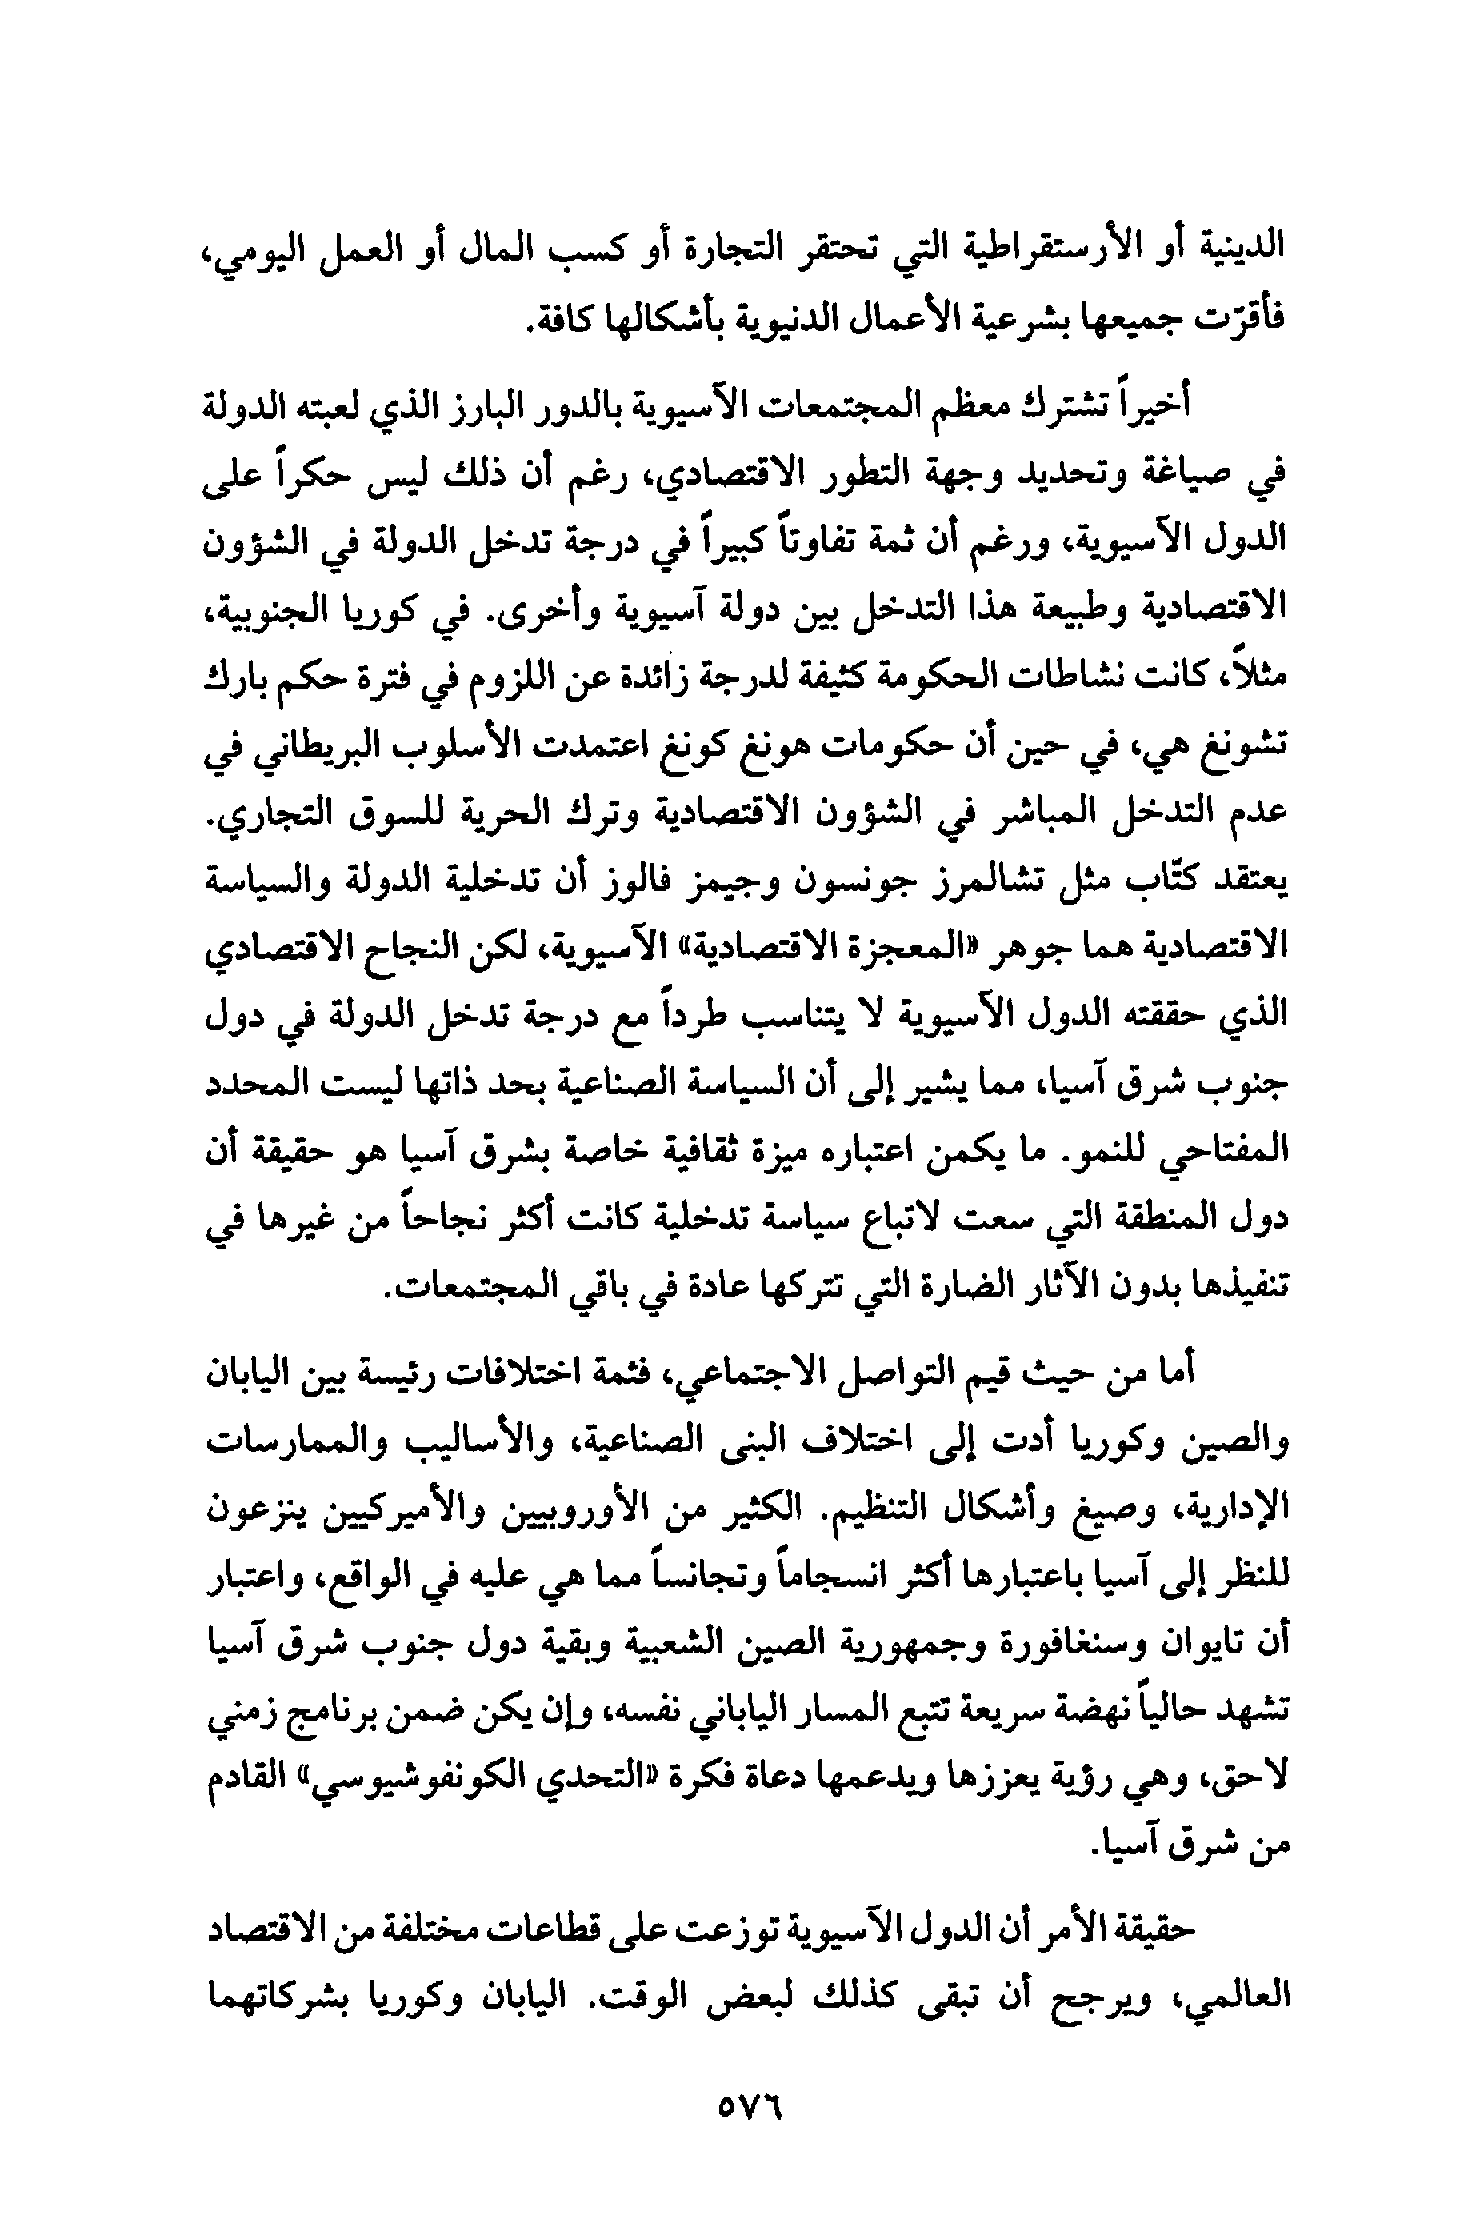 الدينية أو الأرستقراطية التي تحتقر التجارة أو كسب المال أو العمل اليومي،
فأقرّت جميعها بشرعية الأعمال الدنيوية بأشكالها كافة.
أخيراً تشترك معظم المجتمعات الآسيوية بالدور البارز الذي لعبته الدولة
في صياغة وتحديد وجهة التطور الاقتصادي، رغم أن ذلك ليس حكراً على
الدول الآسيوية، ورغم أن ثمة تفاوتاً كبيراً في درجة تدخل الدولة في الشؤون
الاقتصادية وطبيعة هذا التدخل بين دولة آسيوية وأخرى. في كوريا الجنوبية،
مثلاً، كانت نشاطات الحكومة كثيفة لدرجة زائدة عن اللزوم في فترة حكم بارك
تشونغ هي، في حين أن حكومات هونغ كونغ اعتمدت الأسلوب البريطاني في
عدم التدخل المباشر في الشؤون الاقتصادية وترك الحرية للسوق التجاري.
يعتقد كتّاب مثل تشالمرز جونسون وجيمز فالوز أن تدخلية الدولة والسياسة
الاقتصادية هما جوهر «المعجزة الاقتصادية» الآسيوية، لكن النجاح الاقتصادي
الذي حققته الدول الآسيوية لا يتناسب طرداً مع درجة تدخل الدولة في دول
جنوب شرق آسيا، مما يشير إلى أن السياسة الصناعية بحد ذاتها ليست المحدد
المفتاحي للنمو. ما يكمن اعتباره ميزة ثقافية خاصة بشرق آسيا هو حقيقة أن
دول المنطقة التي سعت لاتباع سياسة تدخلية كانت أكثر نجاحاً من غيرها في
تنفيذها بدون الآثار الضارة التي تتركها عادة في باقي المجتمعات.
أما من حيث قيم التواصل الاجتماعي، فثمة اختلافات رئيسة بين اليابان
والصين وكوريا أدت إلى اختلاف البنى الصناعية، والأساليب والممارسات
الإدارية، وصيغ وأشكال التنظيم. الكثير من الأوروبيين والأميركيين ينزعون
للنظر إلى آسيا باعتبارها أكثر انسجاماً وتجانساً مما هي عليه في الواقع، واعتبار
أن تايوان وسنغافورة وجمهورية الصين الشعبية وبقية دول جنوب شرق آسيا
تشهد حالياً نهضة سريعة تتبع المسار الياباني نفسه، وإن يكن ضمن برنامج زمني
لاحق، وهي رؤية يعززها ويدعمها دعاة فكرة «التحدي الكونفوشيوسي» القادم
من شرق آسيا.
حقيقة الأمر أن الدول الآسيوية توزعت على قطاعات مختلفة من الاقتصاد
العالمي، ويرجح أن تبقى كذلك لبعض الوقت. اليابان وكوريا بشركاتهما
٥٧٦